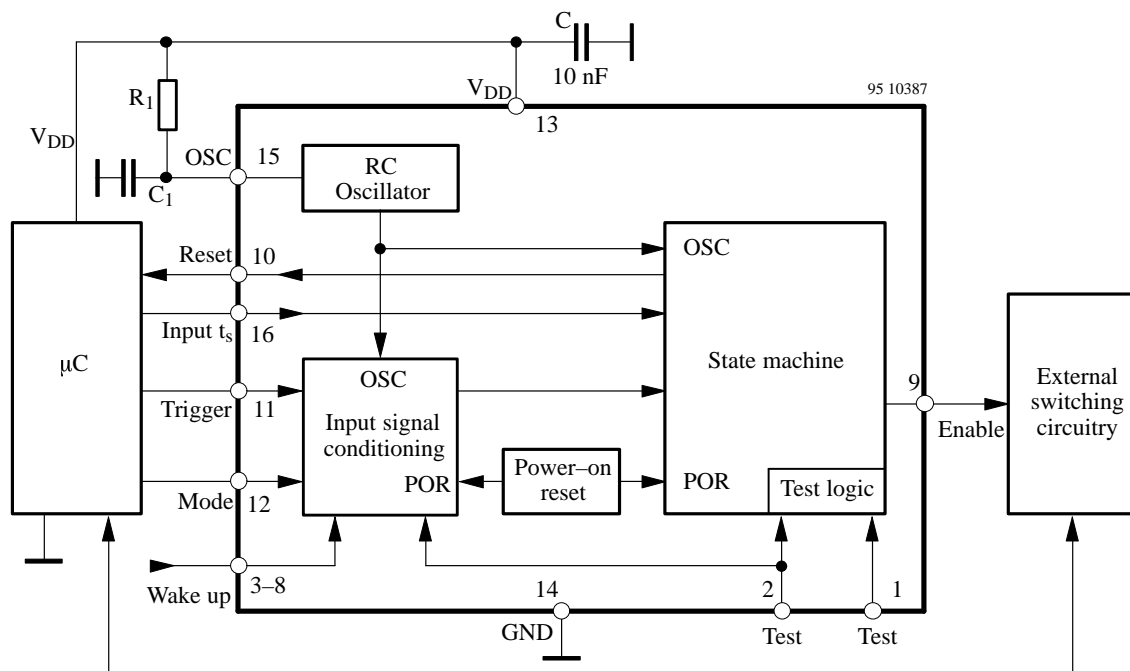 C
10 nF
95 10387
V_DD
13
R₁
V_DD
OSC
15
C₁
RC
Oscillator
Reset
10
OSC
Input tₛ
16
μC
State machine
OSC
Trigger
11
Input signal
conditioning
POR
9
Enable
External
switching
circuitry
Mode
12
Power–on
reset
POR
Test logic
Wake up
3–8
14
GND
2
Test
1
Test